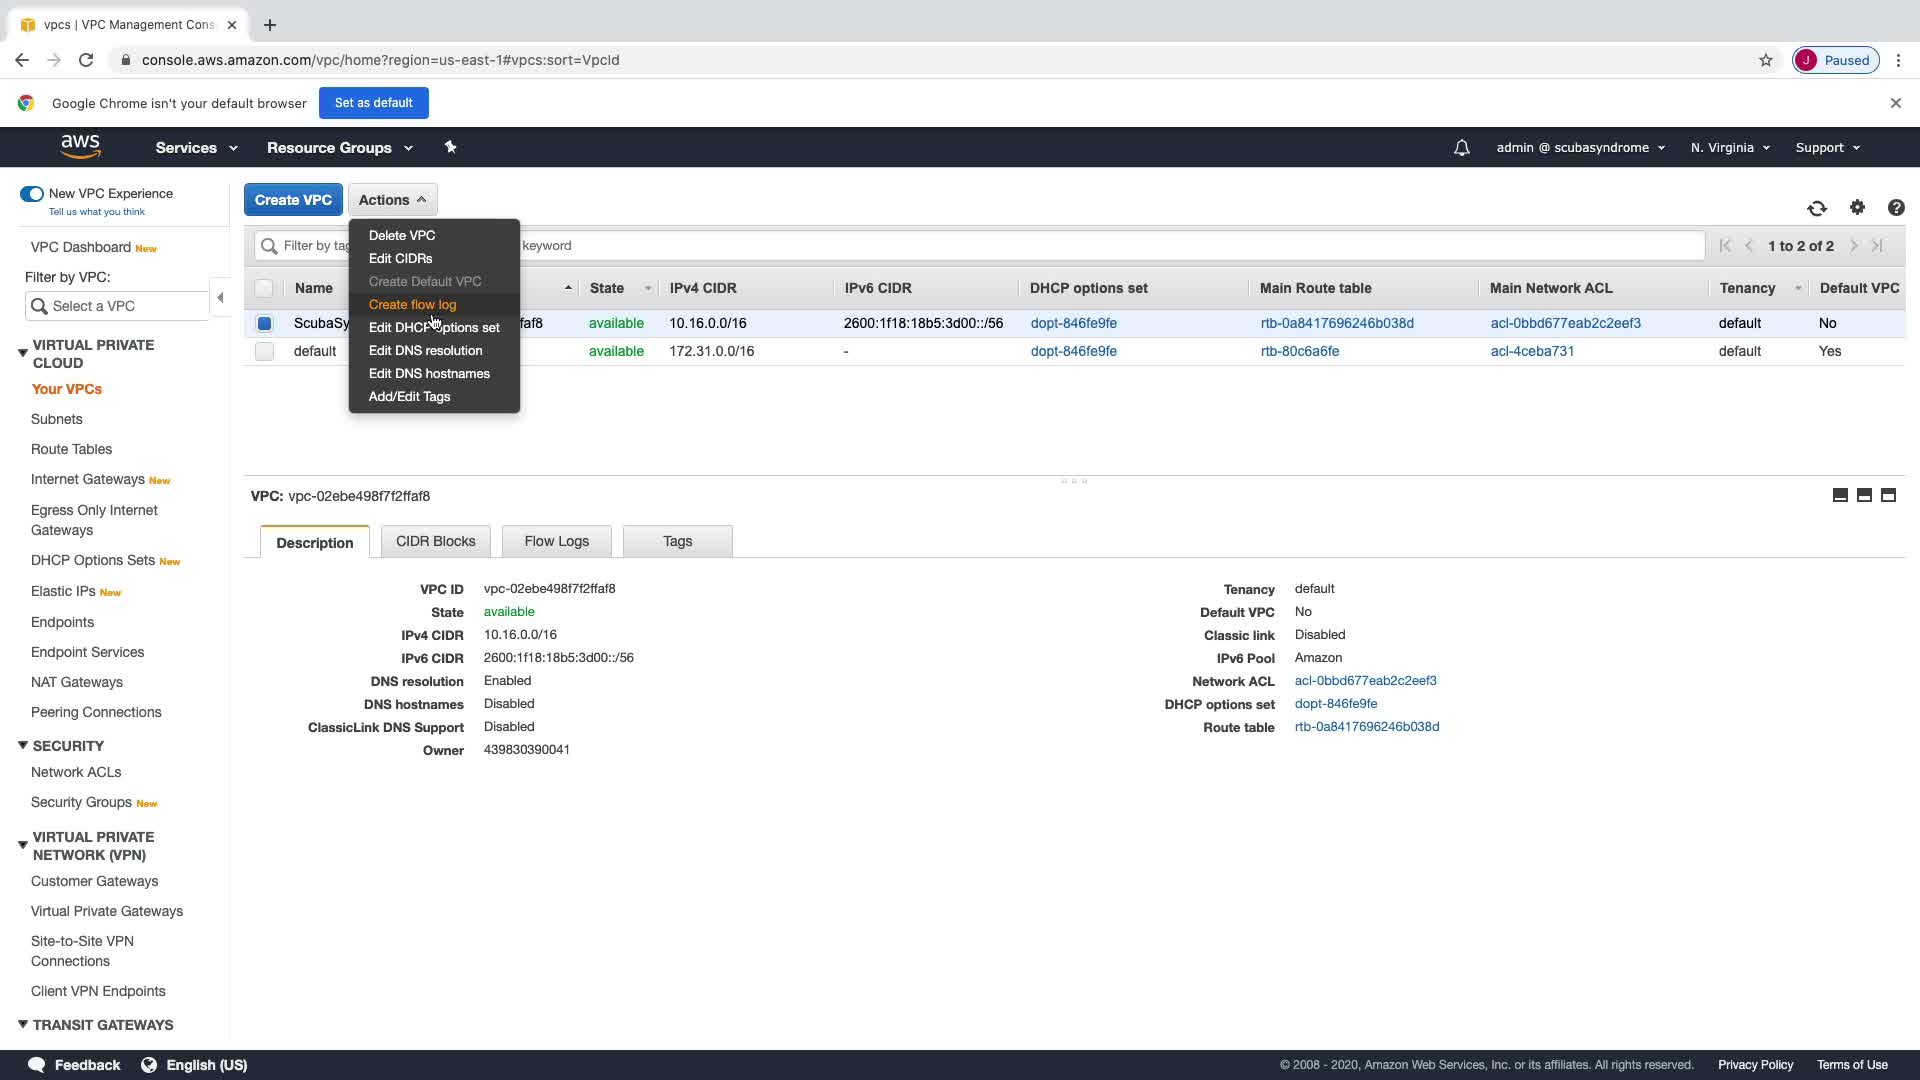 vpcs | VPC Management Cons
console.aws.amazon.com/vpc/home?region=us-east-1#vpcs:sort=VpcId
J Paused
Google Chrome isn't your default browser
Set as default
aws
Services
Resource Groups
admin @ scubasyndrome
N. Virginia
Support
New VPC Experience
Tell us what you think
VPC Dashboard New
Filter by VPC:
Select a VPC
VIRTUAL PRIVATE
CLOUD
Your VPCs
Subnets
Route Tables
Internet Gateways New
Egress Only Internet
Gateways
DHCP Options Sets New
Elastic IPs New
Endpoints
Endpoint Services
NAT Gateways
Peering Connections
SECURITY
Network ACLs
Security Groups New
VIRTUAL PRIVATE
NETWORK (VPN)
Customer Gateways
Virtual Private Gateways
Site-to-Site VPN
Connections
Client VPN Endpoints
TRANSIT GATEWAYS
Create VPC
Actions
Delete VPC
Edit CIDRs
Create Default VPC
Create flow log
Edit DHCP options set
Edit DNS resolution
Edit DNS hostnames
Add/Edit Tags
Filter by tag keyword
1 to 2 of 2
Name State IPv4 CIDR IPv6 CIDR DHCP options set Main Route table Main Network ACL Tenancy Default VPC
ScubaSy faf8 available 10.16.0.0/16 2600:1f18:18b5:3d00::/56 dopt-846fe9fe rtb-0a8417696246b038d acl-0bbd677eab2c2eef3 default No
default available 172.31.0.0/16 - dopt-846fe9fe rtb-80c6a6fe acl-4ceba731 default Yes
VPC: vpc-02ebe498f7f2ffaf8
Description
CIDR Blocks
Flow Logs
Tags
VPC ID vpc-02ebe498f7f2ffaf8
State available
IPv4 CIDR 10.16.0.0/16
IPv6 CIDR 2600:1f18:18b5:3d00::/56
DNS resolution Enabled
DNS hostnames Disabled
ClassicLink DNS Support Disabled
Owner 439830390041
Tenancy default
Default VPC No
Classic link Disabled
IPv6 Pool Amazon
Network ACL acl-0bbd677eab2c2eef3
DHCP options set dopt-846fe9fe
Route table rtb-0a8417696246b038d
Feedback
English (US)
© 2008 - 2020, Amazon Web Services, Inc. or its affiliates. All rights reserved.
Privacy Policy
Terms of Use